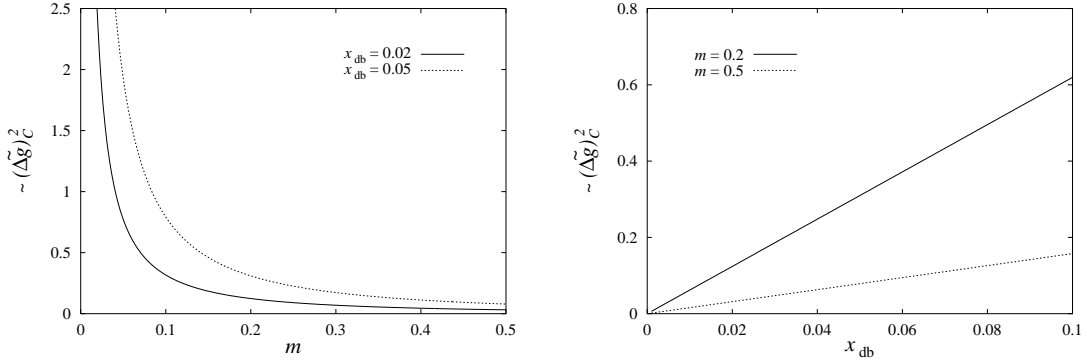 2.5
2
1.5
1
0.5
0
0 0.1 0.2 0.3 0.4 0.5
m
~ (Δ̃g)_C^2
x_db = 0.02
x_db = 0.05
0.8
0.6
0.4
0.2
0
0 0.02 0.04 0.06 0.08 0.1
x_db
~ (Δ̃g)_C^2
m = 0.2
m = 0.5